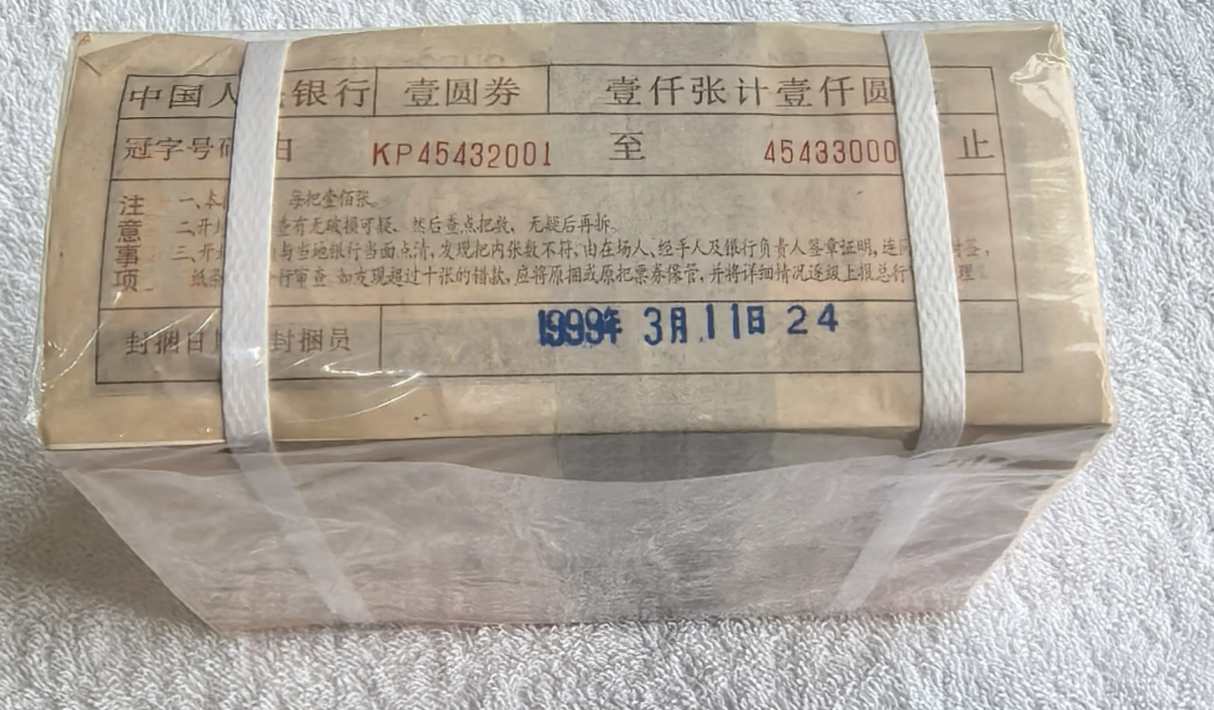 中国人 银行 壹圆券 壹仟张计壹仟圆
冠字号 日 KP45432001 至 45433000 止
注意事项
一、本 每把壹佰张。
二、开 查有无破损可疑、然后查点把数，无疑后再拆。
三、开 与当地银行当面点清，发现把内张数不符，由在场人、经手人及银行负责人签章证明，连同 封签，
纸条 行审查 如发现超过十张的错款，应将原捆或原把票券保管，并将详细情况逐级上报总行 理
封捆日 封捆员 1999年 3月.11日 24